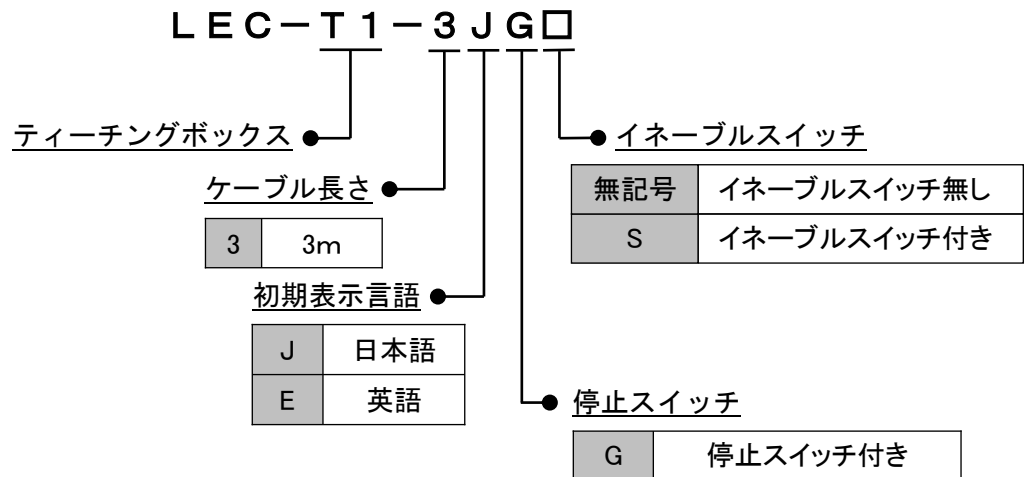 LEC－T1－3JG□
ティーチングボックス
イネーブルスイッチ
無記号 イネーブルスイッチ無し
S イネーブルスイッチ付き
ケーブル長さ
3 3m
初期表示言語
J 日本語
E 英語
停止スイッチ
G 停止スイッチ付き